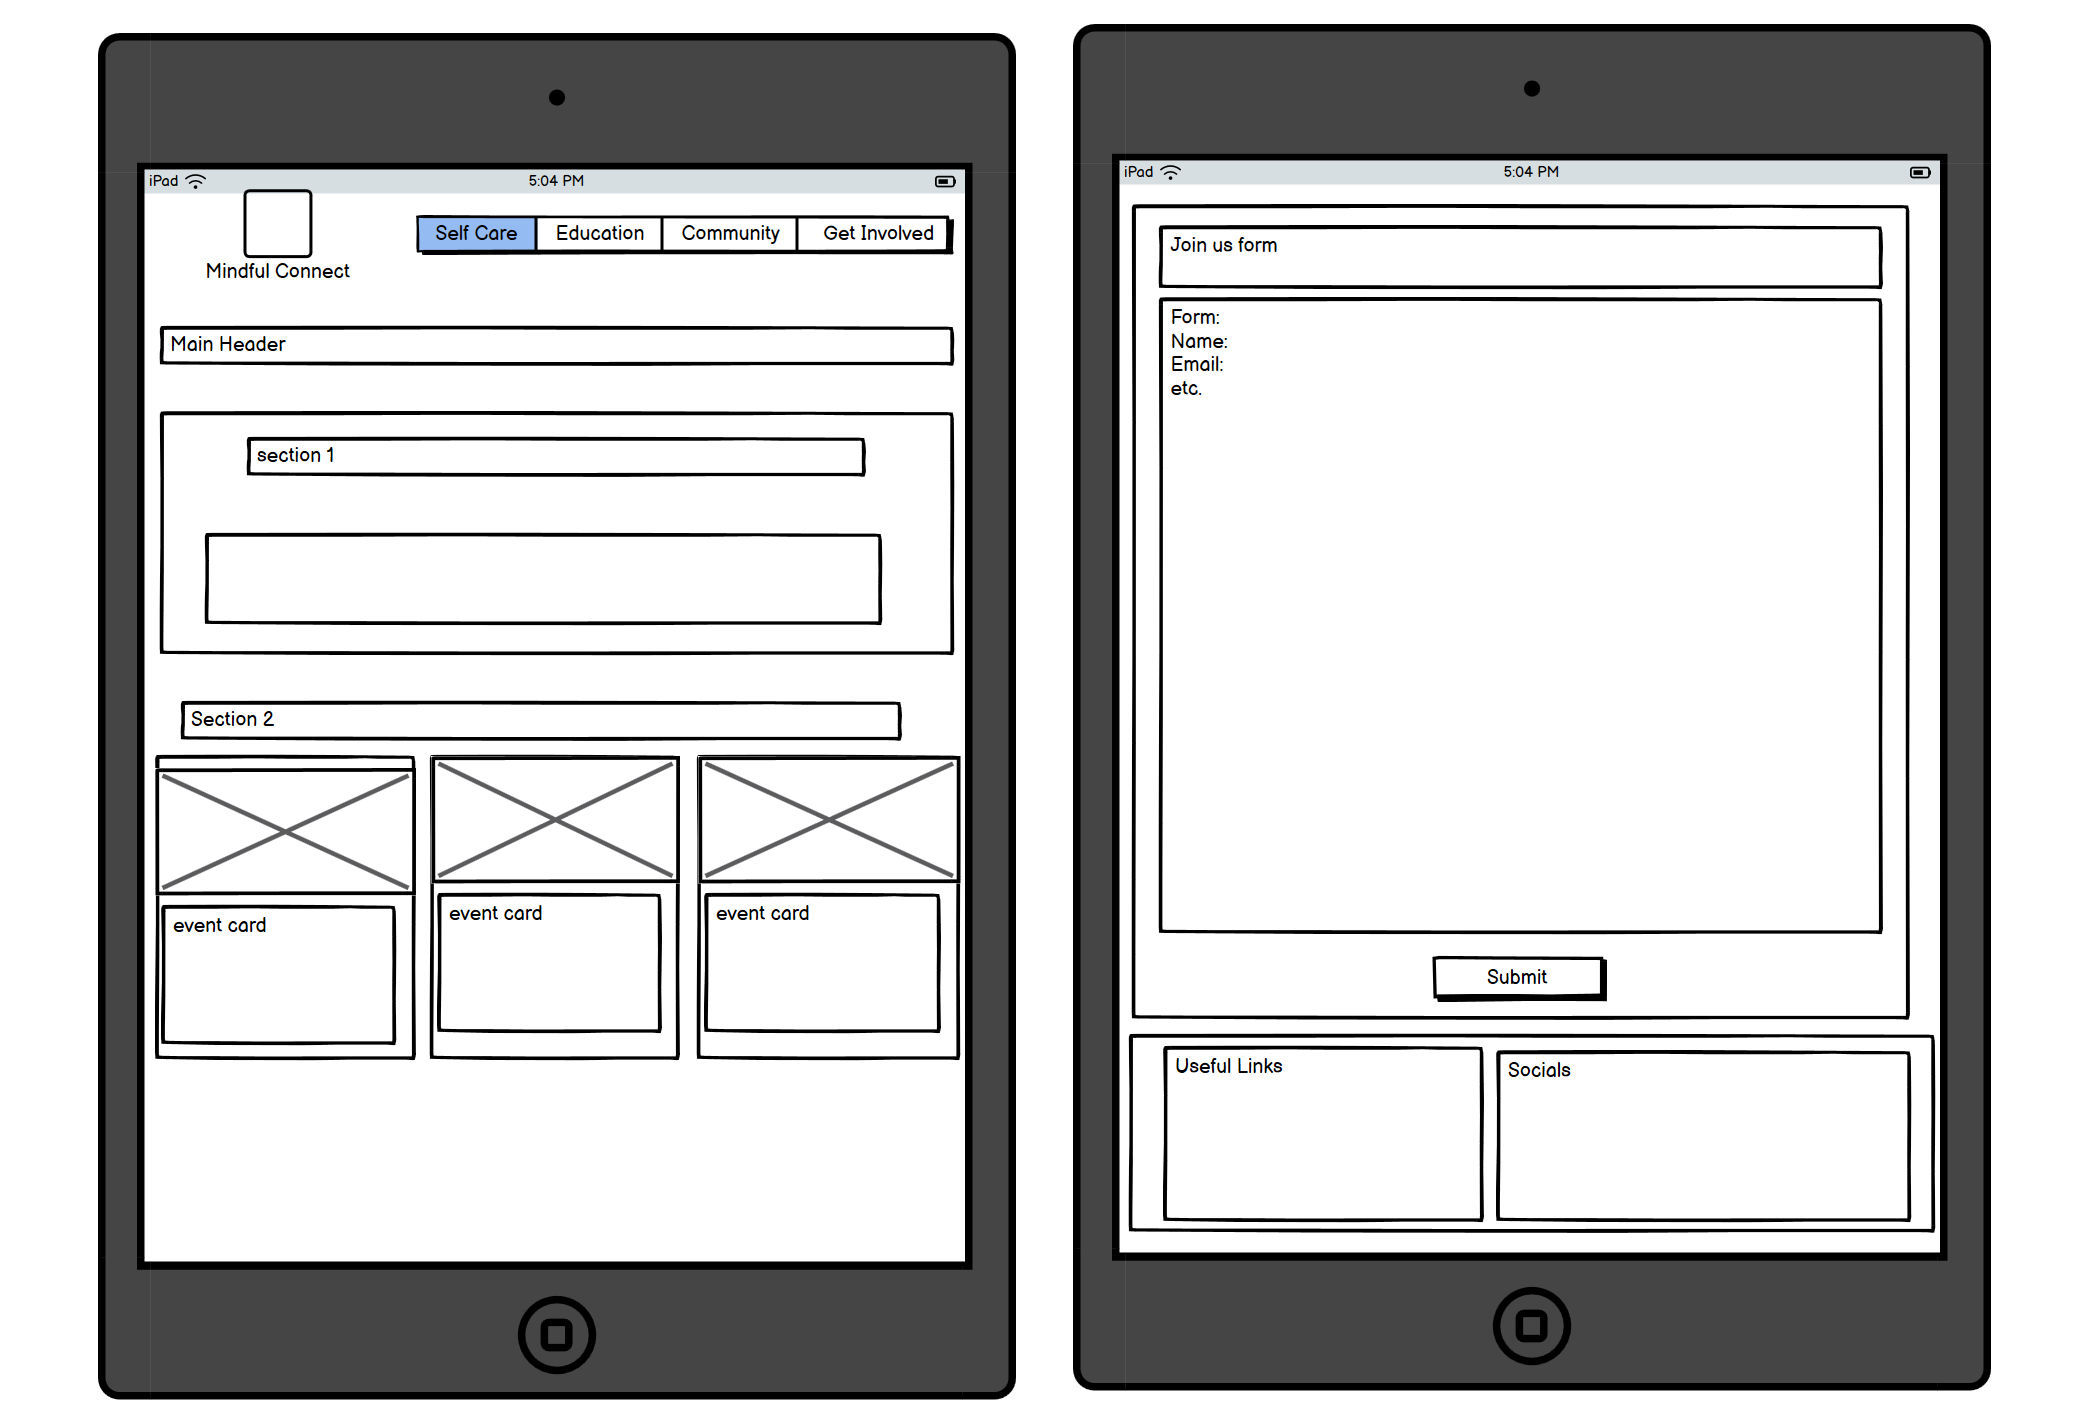 iPad
5:04 PM
Mindful Connect
Self Care Education Community Get Involved
Main Header
section 1
Section 2
event card
event card
event card
iPad
5:04 PM
Join us form
Form:
Name:
Email:
etc.
Submit
Useful Links
Socials